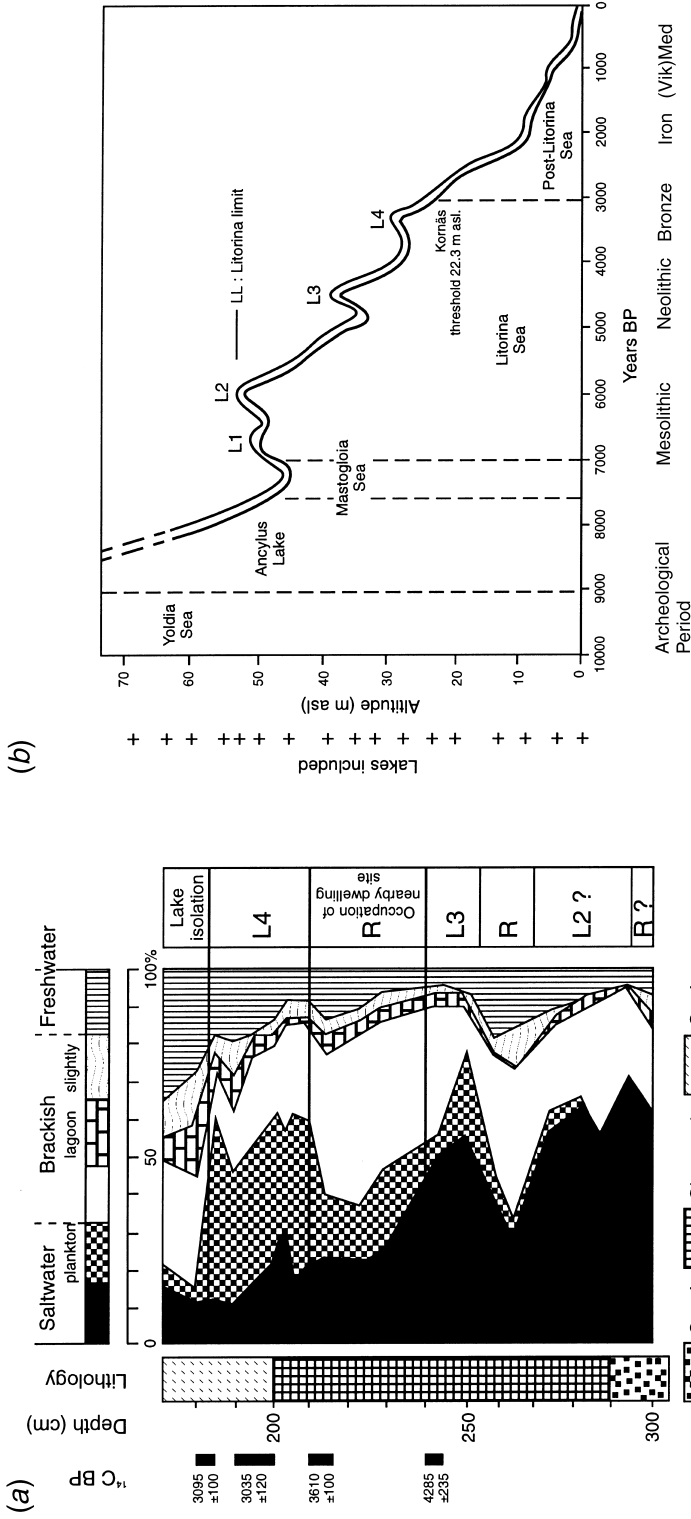 (a)
Saltwater
Brackish
Freshwater
plankton
lagoon
slightly
¹⁴C BP
Depth (cm)
Lithology
0
50
100%
3095
±100
3035
±120
3610
±100
4285
±235
200
250
300
Lake
isolation
L4
R
Occupation of
nearby dwelling
site
L3
R
L2 ?
R ?
(b)
Lakes included
+ + + + + + + + + + + + + + + +
Altitude (m asl)
70
60
50
40
30
20
10
0
Yoldia
Sea
Ancylus
Lake
Mastogloia
Sea
Litorina
Sea
Post-Litorina
Sea
L1
L2
L3
L4
LL : Litorina limit
Kornäs
threshold 22.3 m asl.
10000
9000
8000
7000
6000
5000
4000
3000
2000
1000
0
Years BP
Archeological
Period
Mesolithic
Neolithic
Bronze
Iron
(Vik)Med